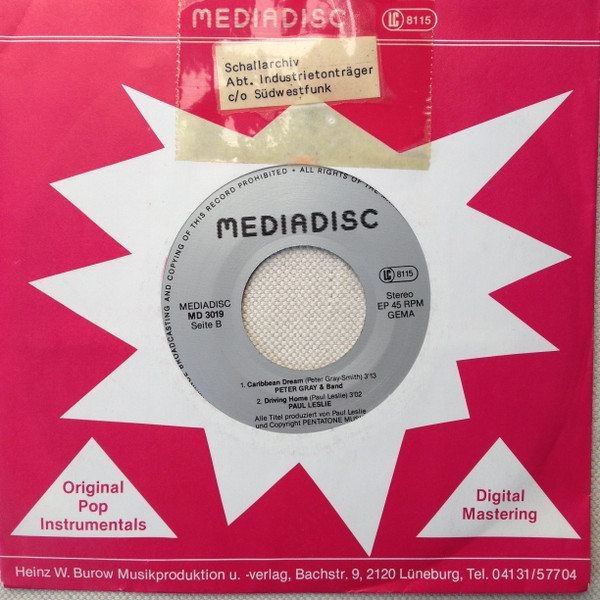 MEDIADISC LC 8115
Schallarchiv
Abt. Industrietonträger
c/o Südwestfunk
BROADCASTING AND COPYING OF THIS RECORD PROHIBITED • ALL RIGHTS OF THE
MEDIADISC
LC 8115
MEDIADISC
MD 3019
Seite B
Stereo
EP 45 RPM
GEMA
1. Caribbean Dream (Peter Gray-Smith) 3'13
PETER GRAY & Band
2. Driving Home (Paul Leslie) 3'02
PAUL LESLIE
Alle Titel produziert von Paul Leslie
und Copyright PENTATONE
Original
Pop
Instrumentals
Digital
Mastering
Heinz W. Burow Musikproduktion u. -verlag, Bachstr. 9, 2120 Lüneburg, Tel. 04131/57704